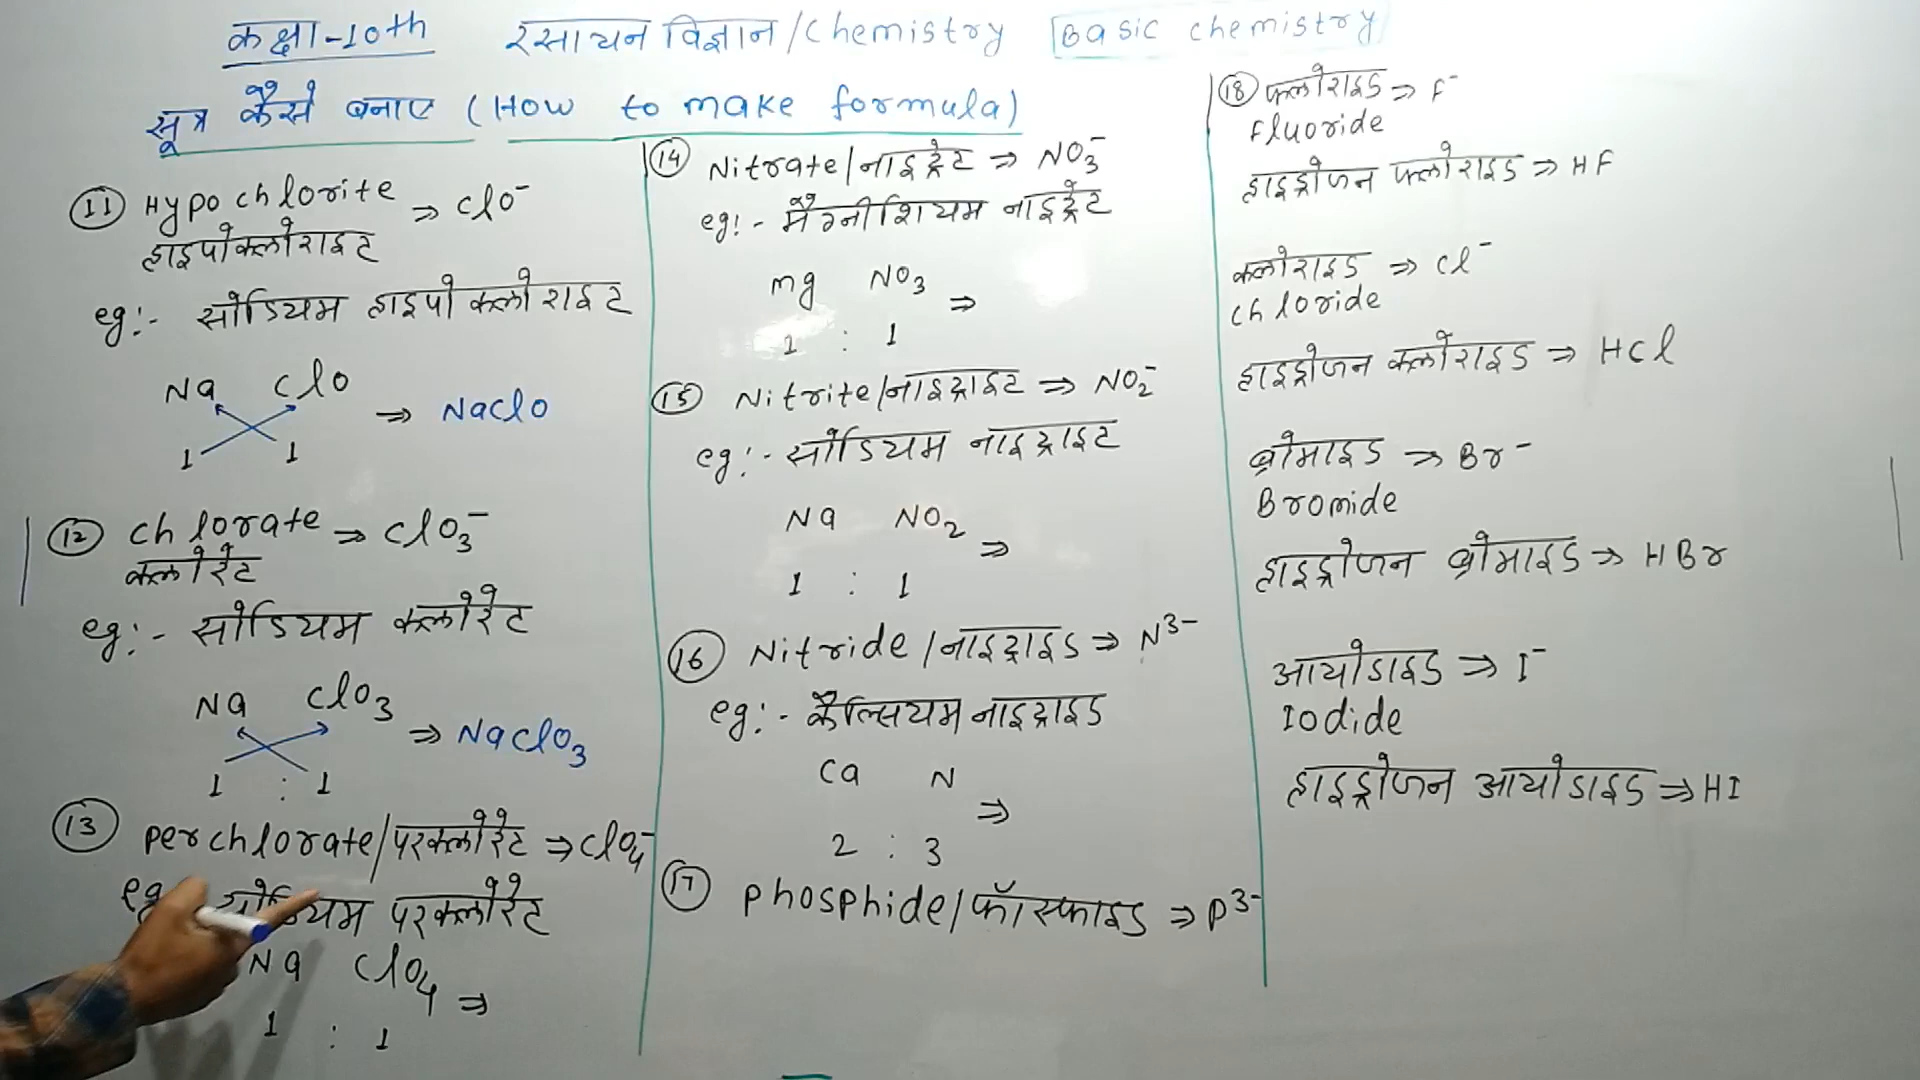 कक्षा-10th रसायन विज्ञान/Chemistry Basic chemistry
सूत्र कैसे बनाए (How to make formula)
11 Hypochlorite ⇒ ClO⁻
हाइपोक्लोराइट
eg:- सोडियम हाइपोक्लोराइट
Na ClO
⇒ NaClO
1 1
12 Chlorate ⇒ ClO₃⁻
क्लोरेट
eg:- सोडियम क्लोरेट
Na ClO₃
⇒ NaClO₃
1 : 1
13 Perchlorate/परक्लोरेट ⇒ ClO₄⁻
eg सोडियम परक्लोरेट
Na ClO₄ ⇒
1 : 1
14 Nitrate/नाइट्रेट ⇒ NO₃⁻
eg:- मैग्नीशियम नाइट्रेट
mg NO₃ ⇒
1 : 1
15 Nitrite/नाइट्राइट ⇒ NO₂⁻
eg:- सोडियम नाइट्राइट
Na NO₂ ⇒
1 : 1
16 Nitride/नाइट्राइड ⇒ N³⁻
eg:- कैल्सियम नाइट्राइड
Ca N ⇒
2 : 3
17 Phosphide/फॉस्फाइड ⇒ P³⁻
18 फ्लोराइड ⇒ F⁻
Fluoride
हाइड्रोजन फ्लोराइड ⇒ HF
क्लोराइड ⇒ Cl⁻
Chloride
हाइड्रोजन क्लोराइड ⇒ HCl
ब्रोमाइड ⇒ Br⁻
Bromide
हाइड्रोजन ब्रोमाइड ⇒ HBr
आयोडाइड ⇒ I⁻
Iodide
हाइड्रोजन आयोडाइड ⇒ HI